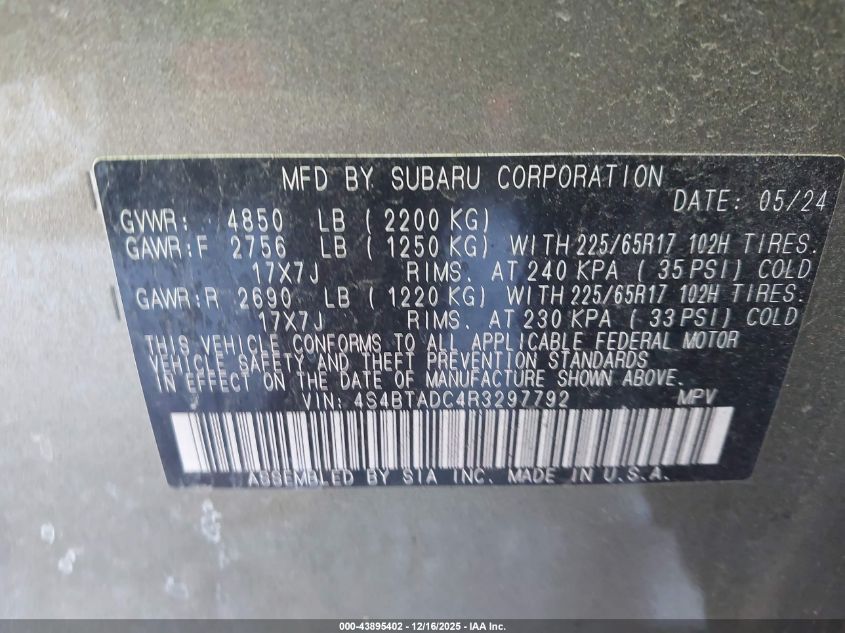 MFD BY SUBARU CORPORATION
DATE: 05/24
GVWR: 4850 LB ( 2200 KG)
GAWR:F 2756 LB ( 1250 KG) WITH 225/65R17 102H TIRES.
17X7J RIMS. AT 240 KPA ( 35 PSI) COLD
GAWR:R 2690 LB ( 1220 KG) WITH 225/65R17 102H TIRES.
17X7J RIMS. AT 230 KPA ( 33 PSI) COLD
THIS VEHICLE CONFORMS TO ALL APPLICABLE FEDERAL MOTOR
VEHICLE SAFETY AND THEFT PREVENTION STANDARDS
IN EFFECT ON THE DATE OF MANUFACTURE SHOWN ABOVE.
VIN: 4S4BTADC4R3297792 MPV
ASSEMBLED BY SIA INC. MADE IN U.S.A.
000-43895402 - 12/16/2025 - IAA Inc.